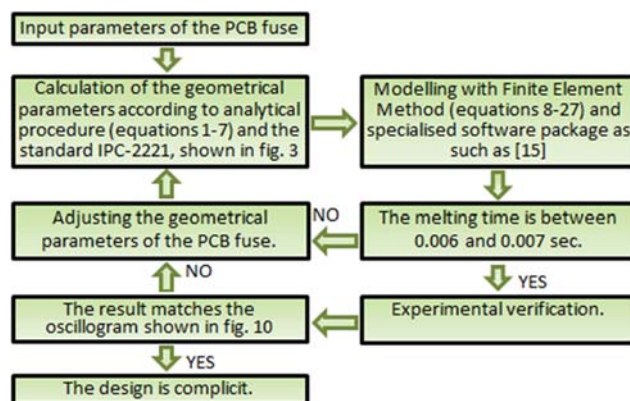 Input parameters of the PCB fuse
Calculation of the geometrical
parameters according to analytical
procedure (equations 1-7) and the
standard IPC-2221, shown in fig. 3
Modelling with Finite Element
Method (equations 8-27) and
specialised software package as
such as [15]
The melting time is between
0.006 and 0.007 sec.
NO
Adjusting the geometrical
parameters of the PCB fuse.
YES
Experimental verification.
The result matches the
oscillogram shown in fig. 10
NO
YES
The design is complicit.